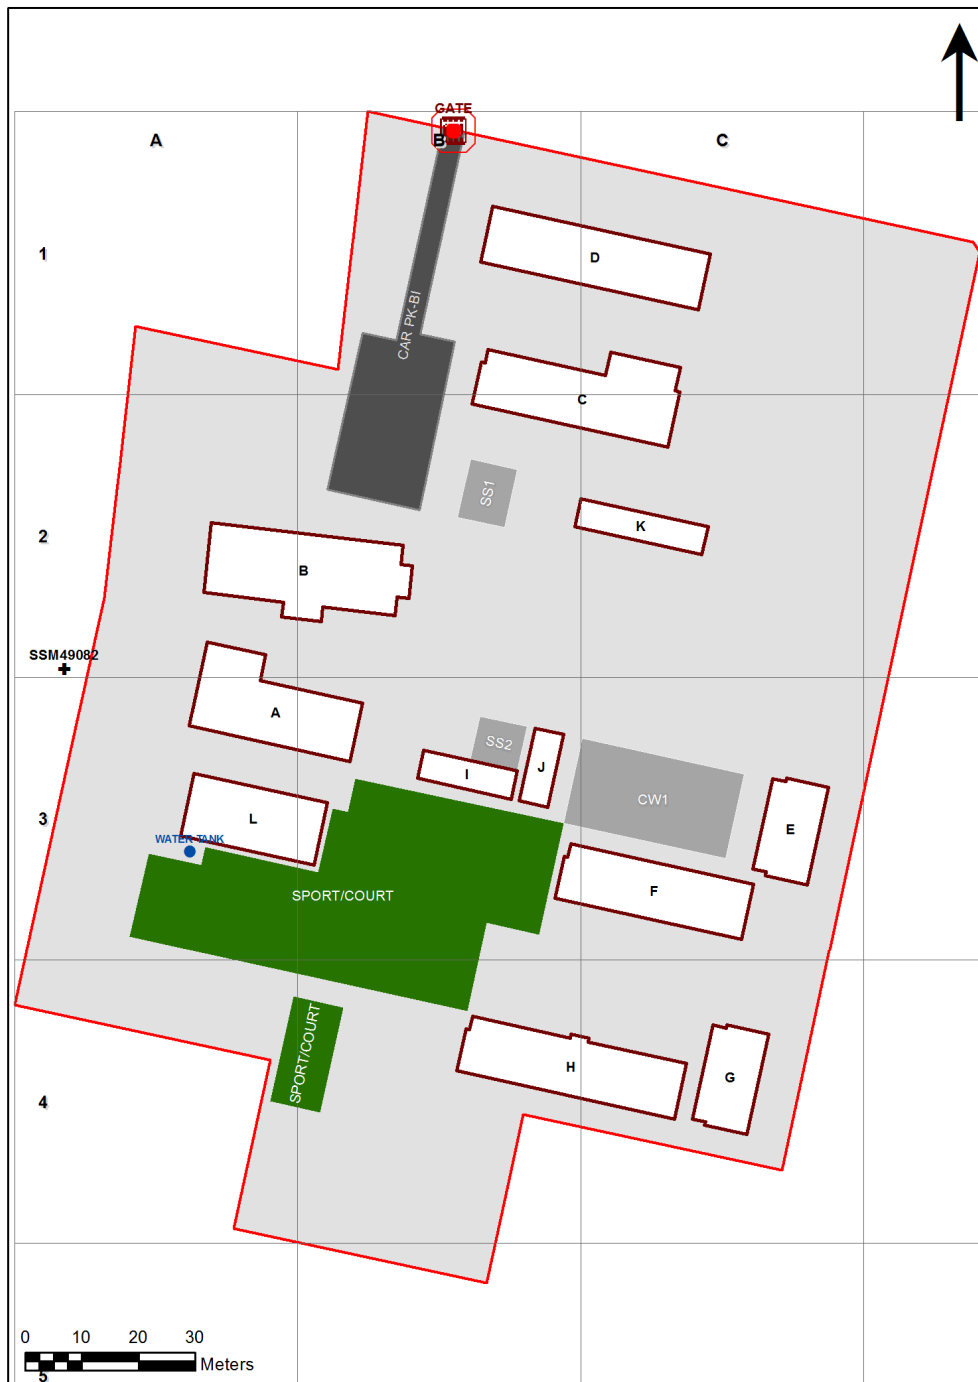 GATE
A
B
C
1
D
CAR PK-BI
C
SS1
K
2
B
SSM49082
A
SS2
I
J
CW1
E
3
L
WATER TANK
F
SPORT/COURT
SPORT/COURT
H
G
4
0 10 20 30
Meters
5